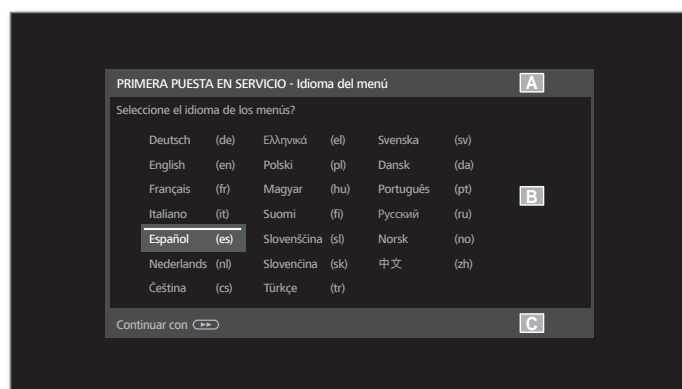 PRIMERA PUESTA EN SERVICIO - Idioma del menú A
Seleccione el idioma de los menús?
Deutsch (de) Ελληνικά (el) Svenska (sv)
English (en) Polski (pl) Dansk (da)
Français (fr) Magyar (hu) Português (pt)
B
Italiano (it) Suomi (fi) Русский (ru)
Español (es) Slovenščina (sl) Norsk (no)
Nederlands (nl) Slovenčina (sk) 中文 (zh)
Čeština (cs) Türkçe (tr)
Continuar con C